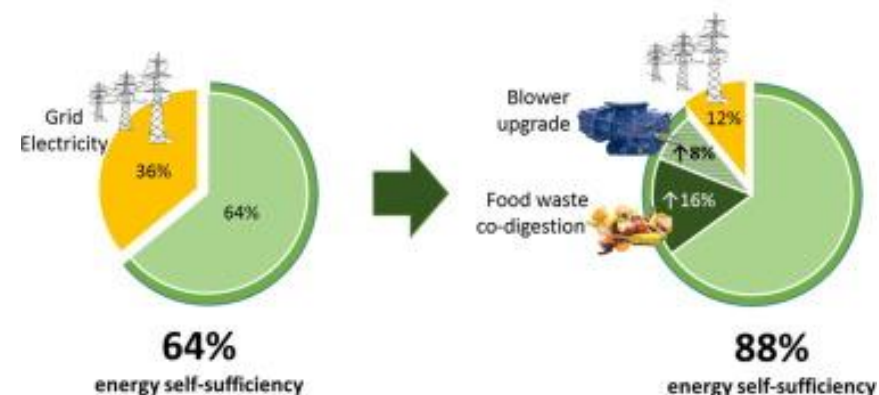 Grid
Electricity
36%
64%
64%
energy self-sufficiency
Blower
upgrade
12%
↑8%
Food waste
co-digestion
↑16%
88%
energy self-sufficiency